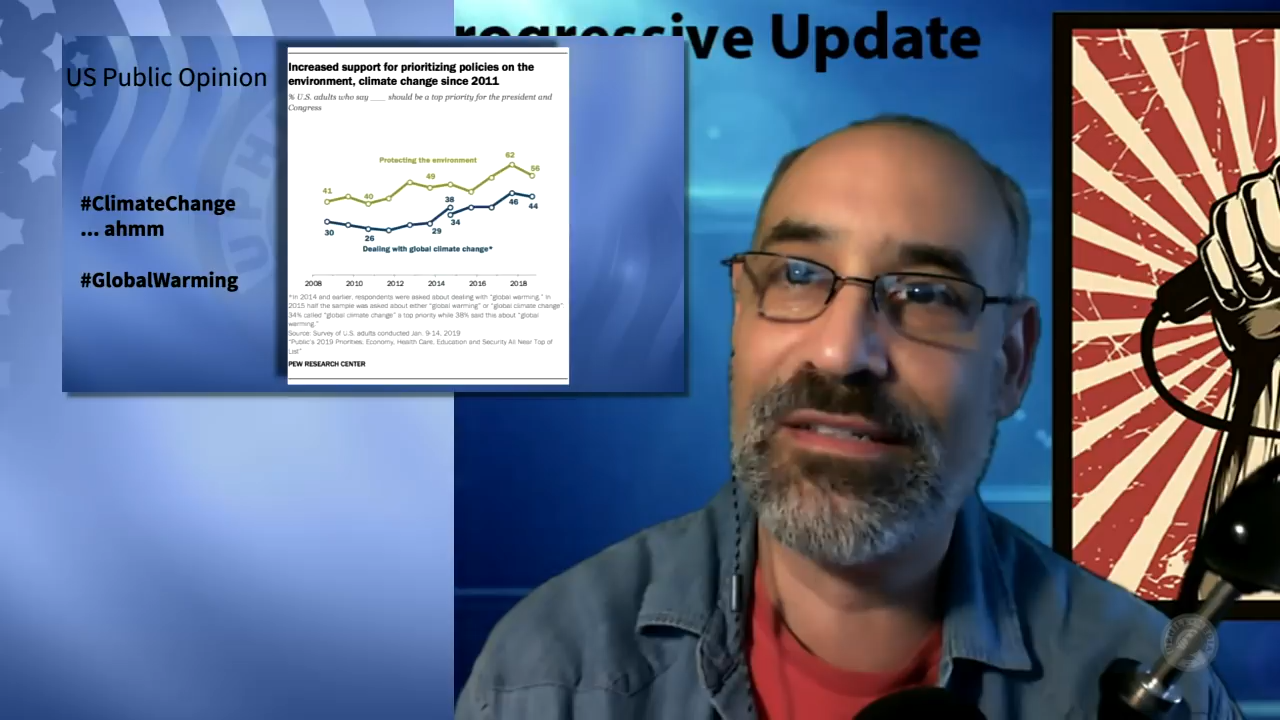 rogressive Update
US Public Opinion
#ClimateChange
... ahmm
#GlobalWarming
Increased support for prioritizing policies on the
environment, climate change since 2011
% U.S. adults who say ___ should be a top priority for the president and
Congress
Protecting the environment
62
56
49
41
40
38
46
44
34
30
29
26
Dealing with global climate change*
2008 2010 2012 2014 2016 2018
*In 2014 and earlier, respondents were asked about dealing with "global warming." In
2015 half the sample was asked about either "global warming" or "global climate change"
34% called "global climate change" a top priority while 38% said this about "global
warming."
Source: Survey of U.S. adults conducted Jan. 9-14, 2019
"Public's 2019 Priorities, Economy, Health Care, Education and Security All Near Top of
List"
PEW RESEARCH CENTER